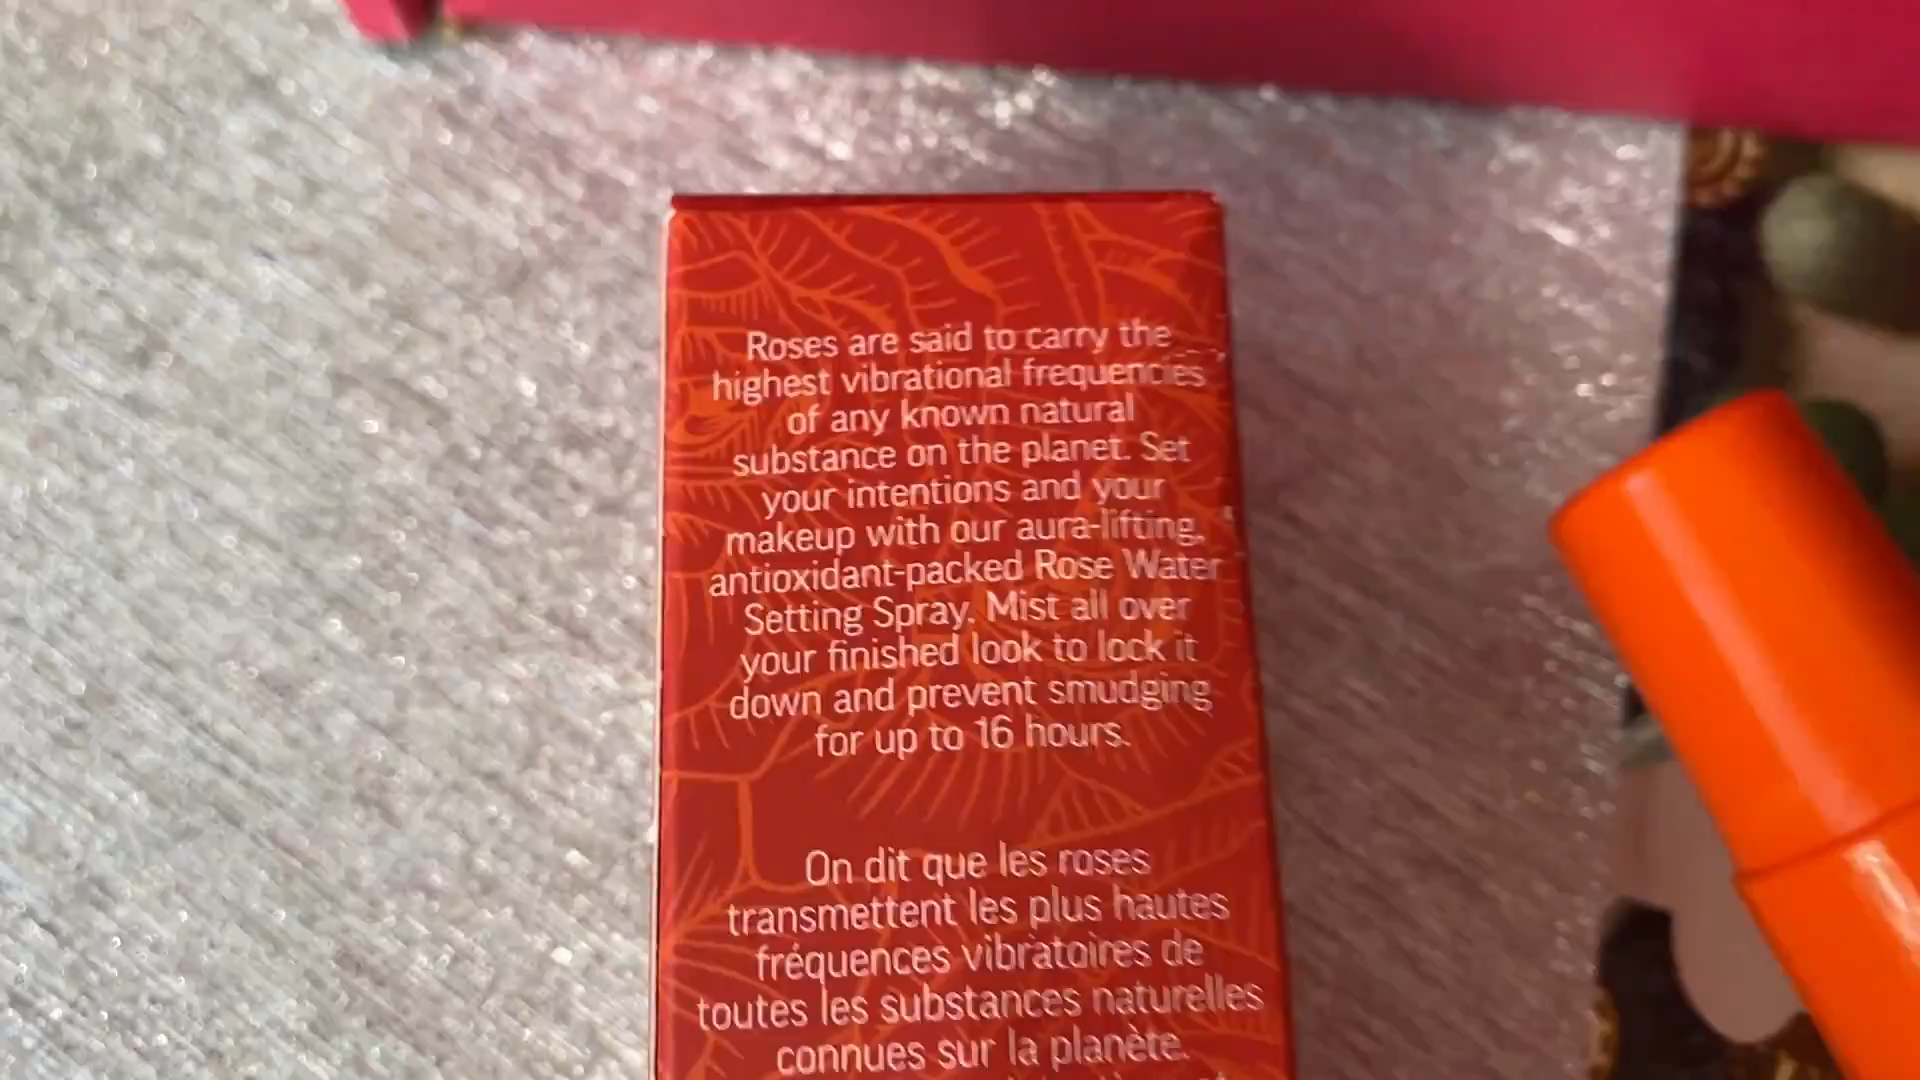 Roses are said to carry the
highest vibrational frequencies
of any known natural
substance on the planet. Set
your intentions and your
makeup with our aura-lifting,
antioxidant-packed Rose Water
Setting Spray. Mist all over
your finished look to lock it
down and prevent smudging
for up to 16 hours.
On dit que les roses
transmettent les plus hautes
fréquences vibratoires de
toutes les substances naturelles
connues sur la planète.